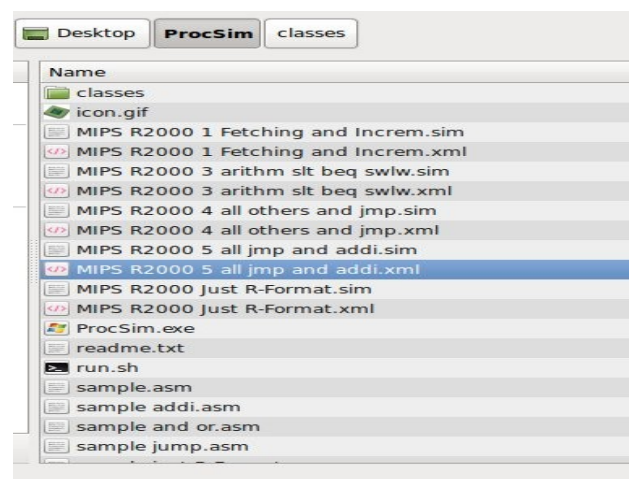 Desktop ProcSim classes
Name
classes
icon.gif
MIPS R2000 1 Fetching and Increm.sim
MIPS R2000 1 Fetching and Increm.xml
MIPS R2000 3 arithm slt beq swlw.sim
MIPS R2000 3 arithm slt beq swlw.xml
MIPS R2000 4 all others and jmp.sim
MIPS R2000 4 all others and jmp.xml
MIPS R2000 5 all jmp and addi.sim
MIPS R2000 5 all jmp and addi.xml
MIPS R2000 Just R-Format.sim
MIPS R2000 Just R-Format.xml
ProcSim.exe
readme.txt
run.sh
sample.asm
sample addi.asm
sample and or.asm
sample jump.asm